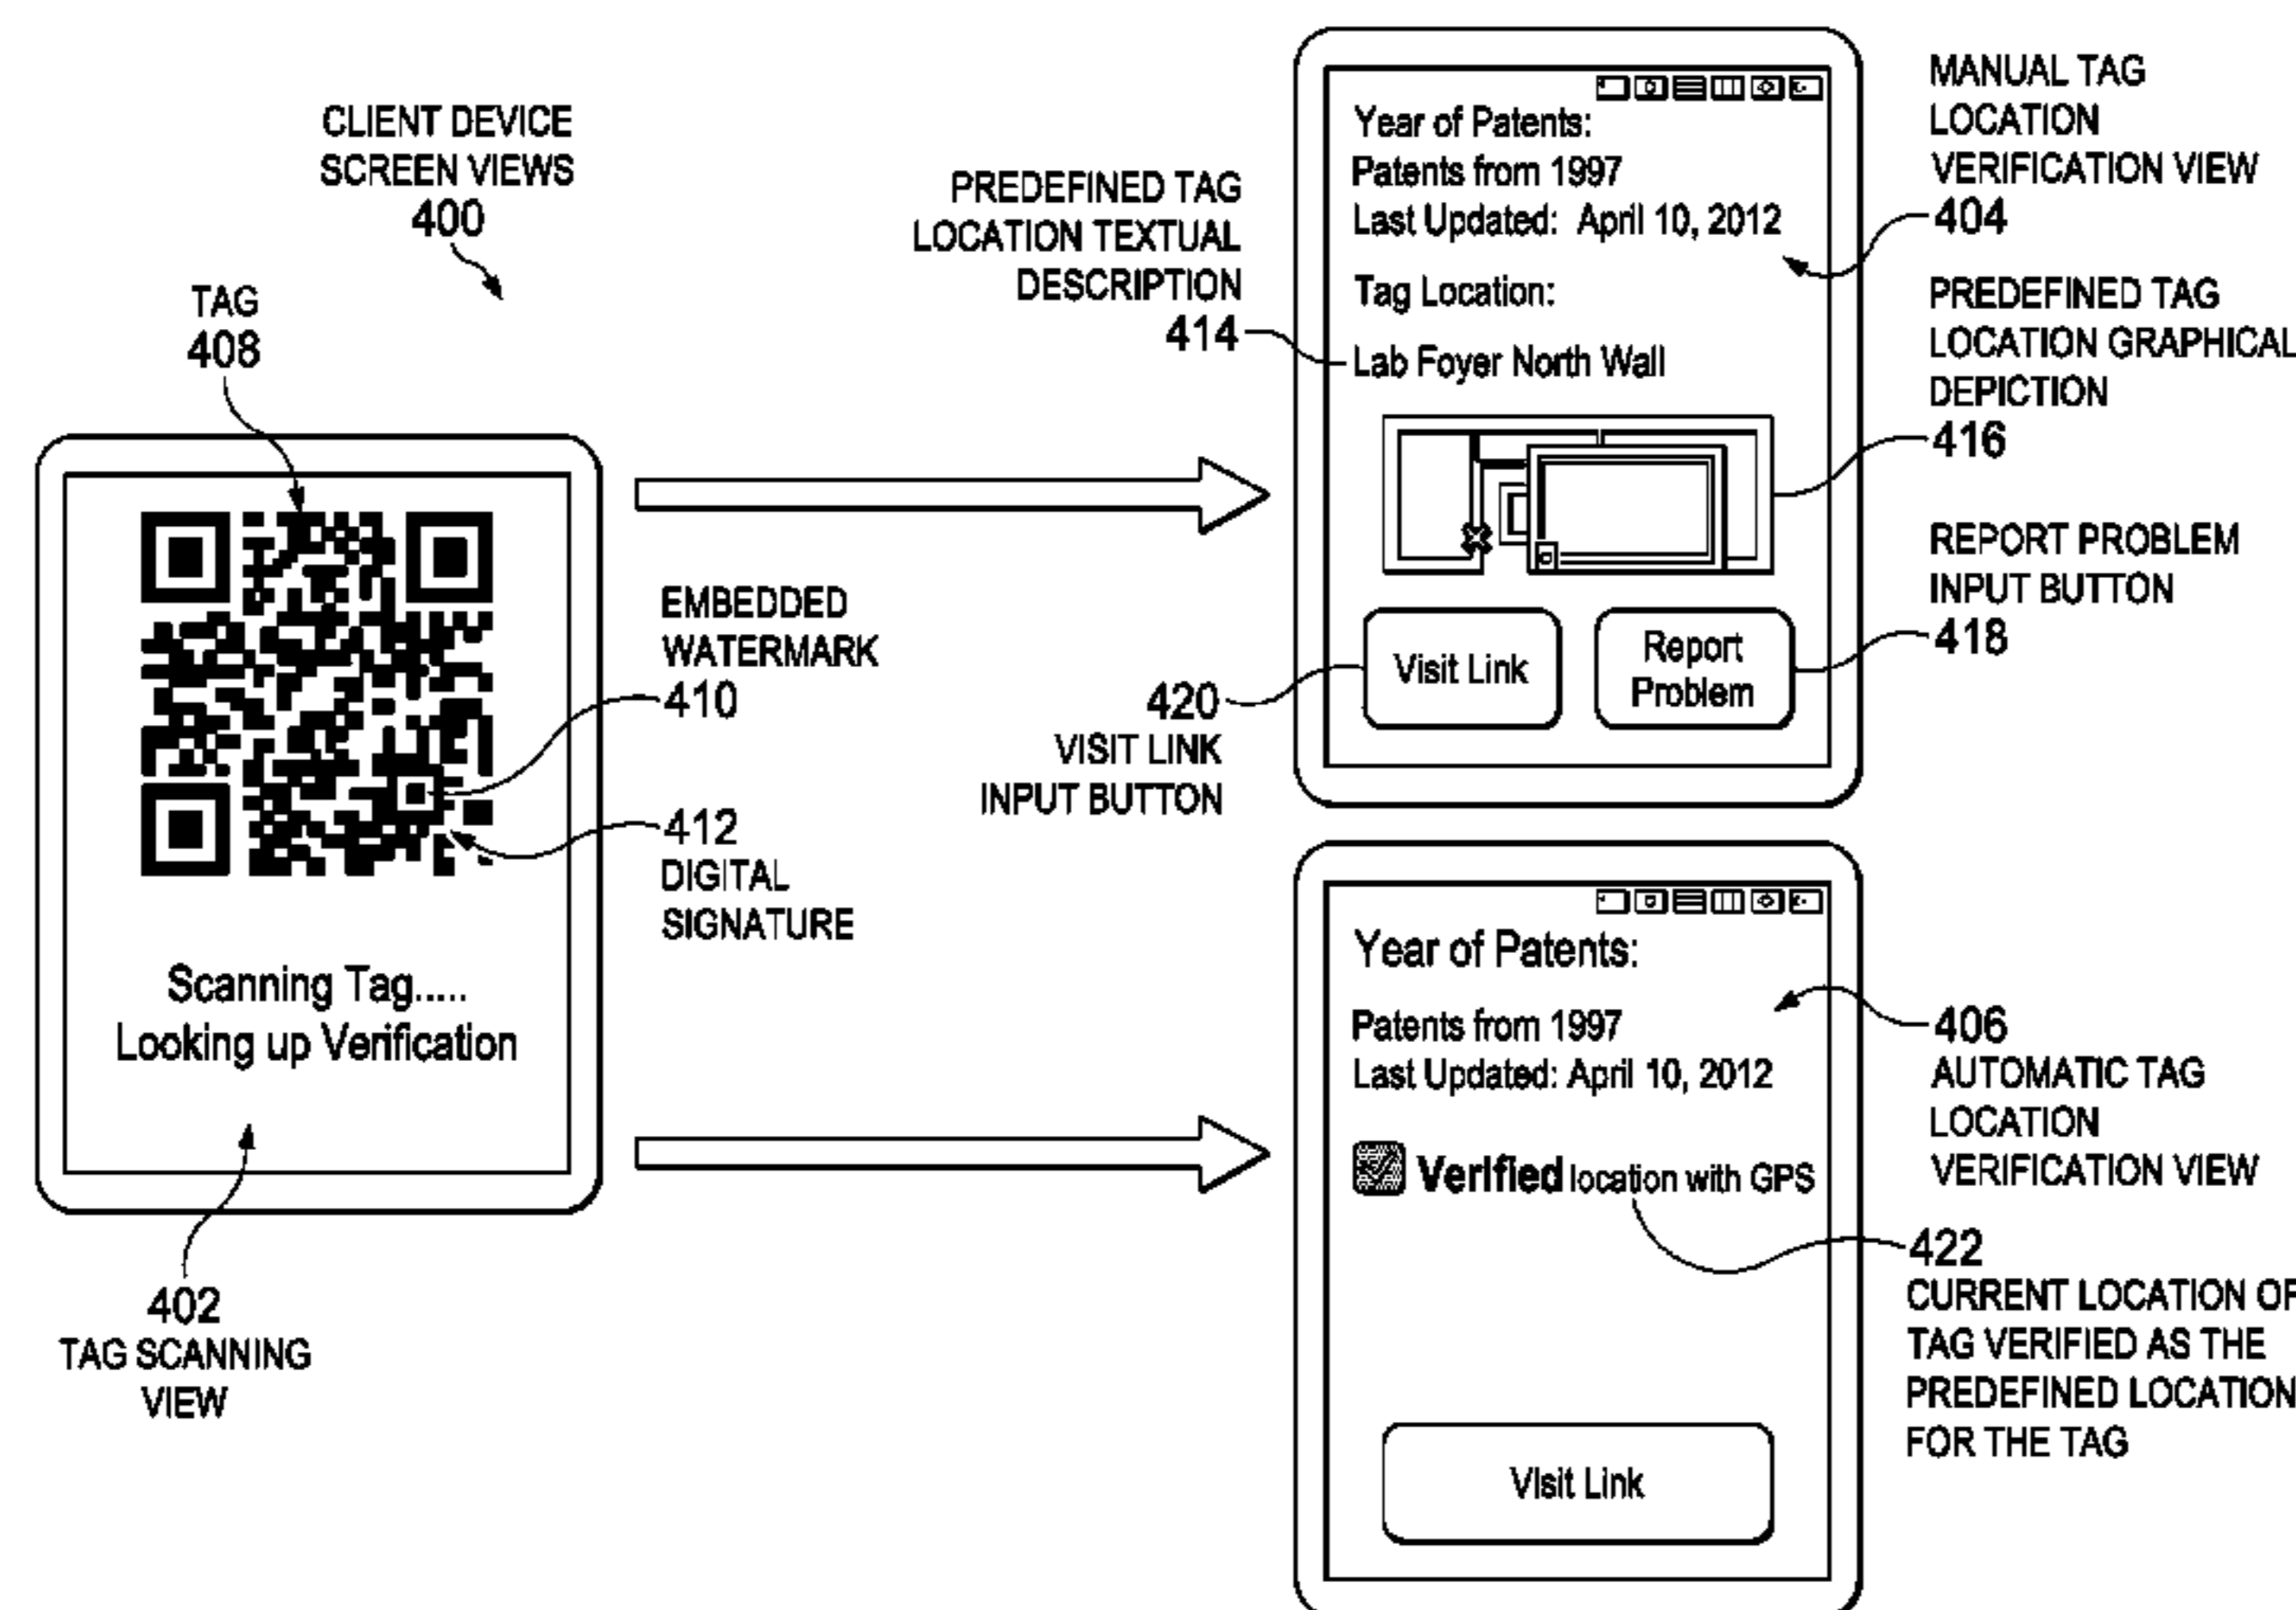 CLIENT DEVICE
SCREEN VIEWS
400
TAG
408
EMBEDDED
WATERMARK
410
412
DIGITAL
SIGNATURE
Scanning Tag.....
Looking up Verification
402
TAG SCANNING
VIEW
PREDEFINED TAG
LOCATION TEXTUAL
DESCRIPTION
414
420
VISIT LINK
INPUT BUTTON
Year of Patents:
Patents from 1997
Last Updated: April 10, 2012
Tag Location:
Lab Foyer North Wall
Visit Link
Report
Problem
MANUAL TAG
LOCATION
VERIFICATION VIEW
404
PREDEFINED TAG
LOCATION GRAPHICAL
DEPICTION
416
REPORT PROBLEM
INPUT BUTTON
418
Year of Patents:
Patents from 1997
Last Updated: April 10, 2012
Verified location with GPS
Visit Link
406
AUTOMATIC TAG
LOCATION
VERIFICATION VIEW
422
CURRENT LOCATION OF
TAG VERIFIED AS THE
PREDEFINED LOCATION
FOR THE TAG